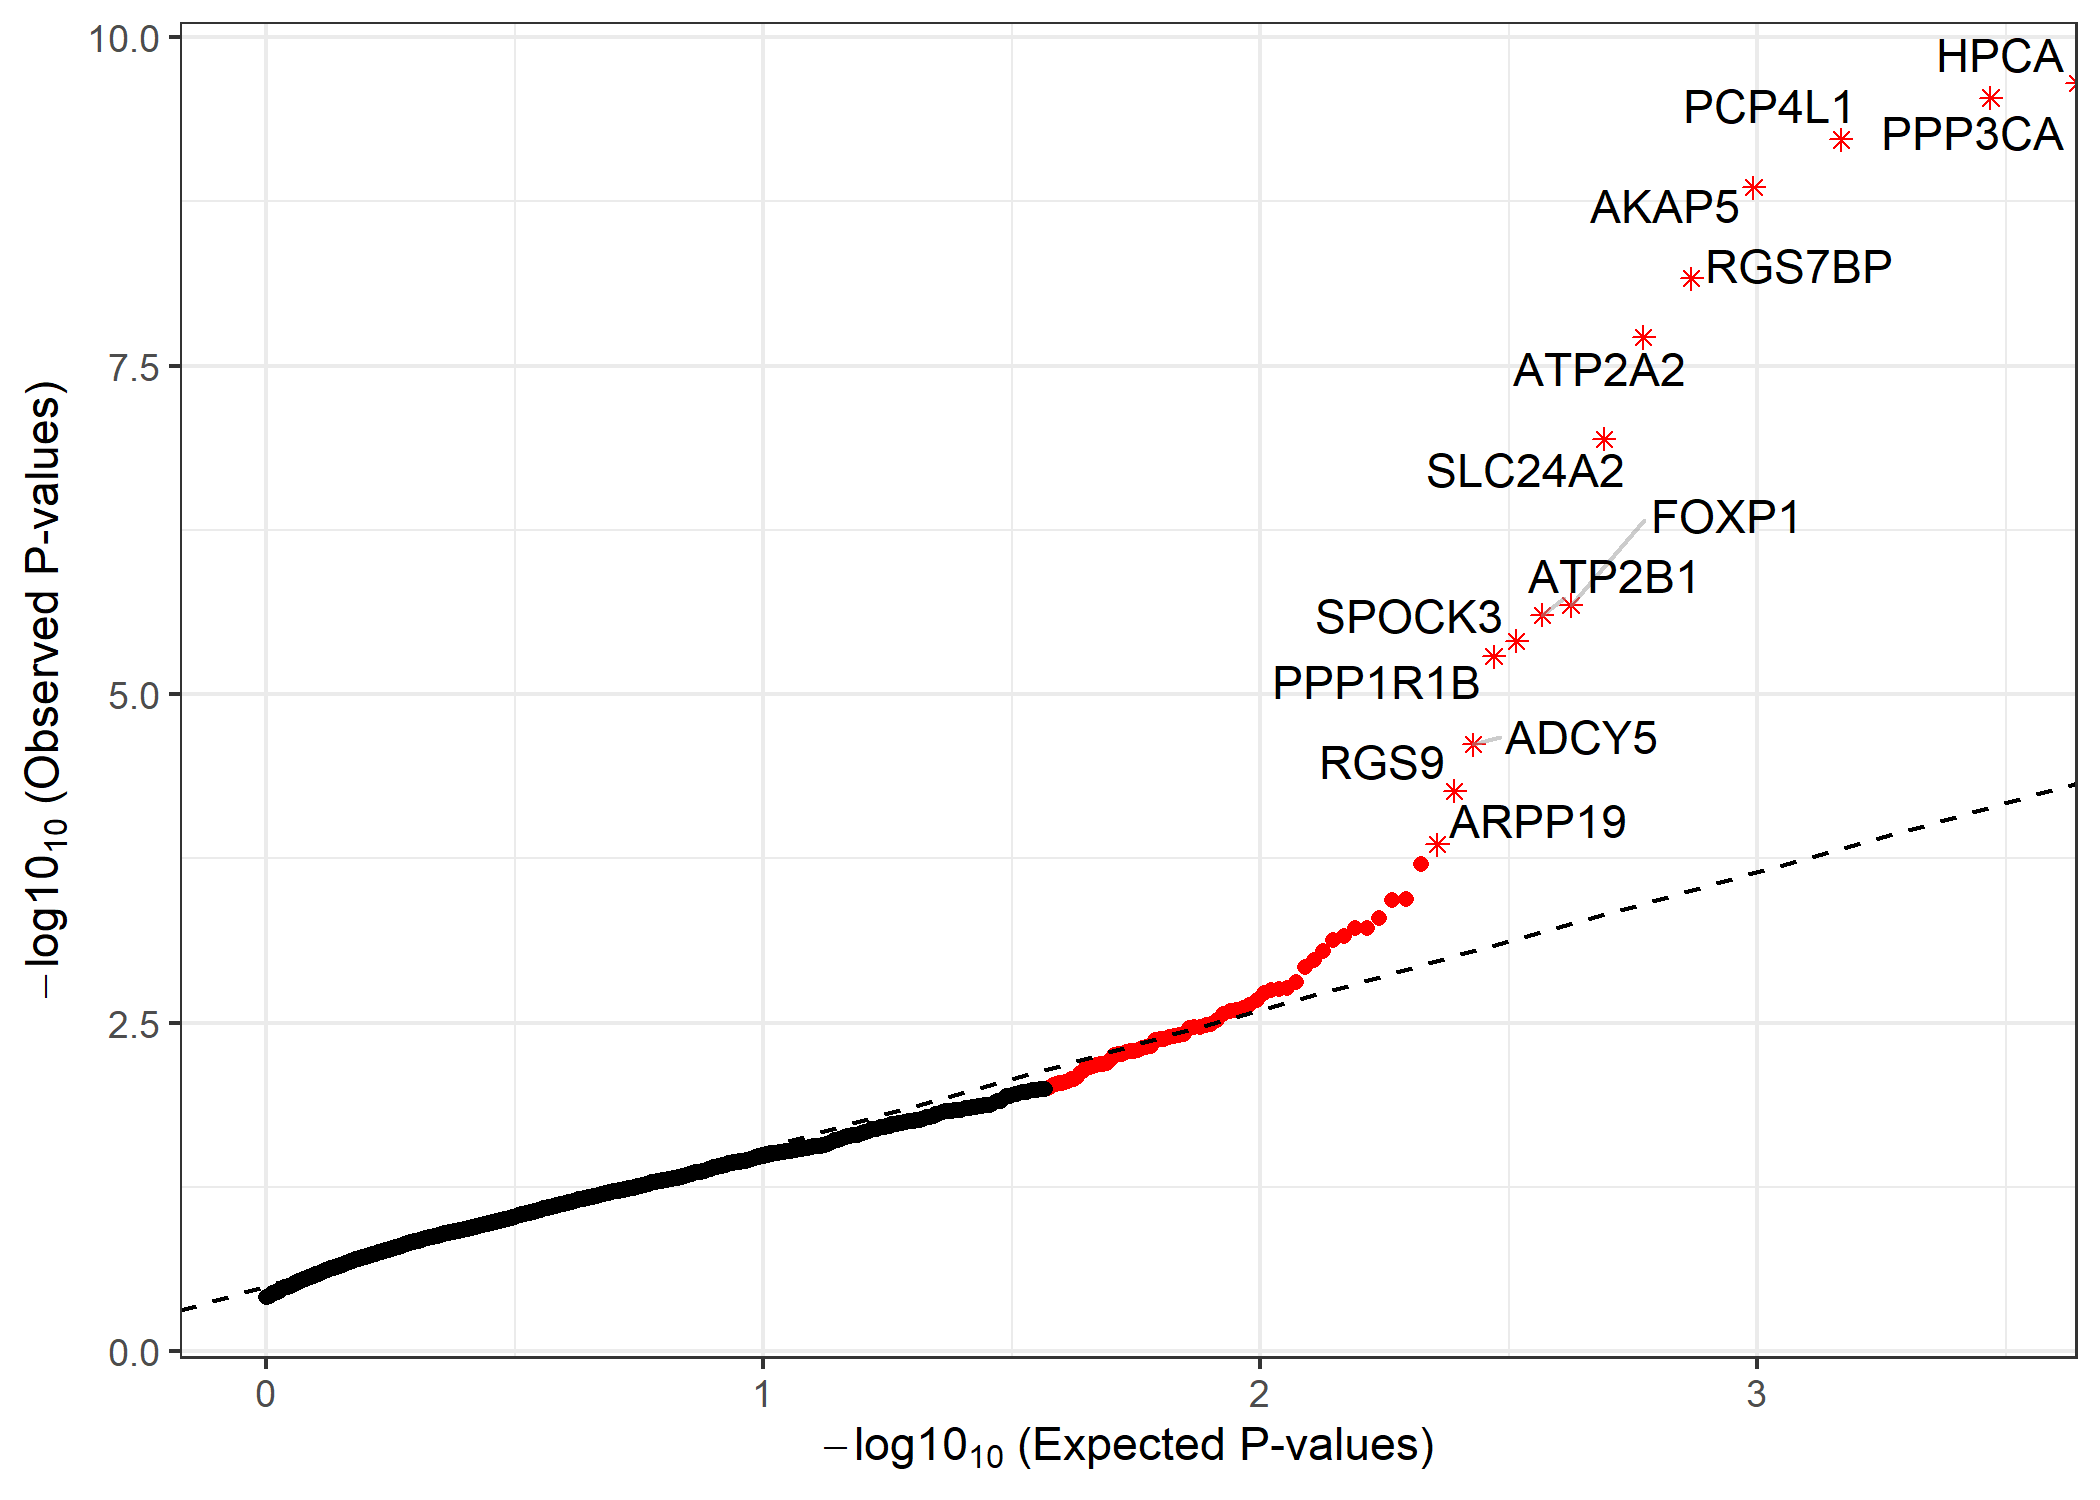 10.0
7.5
5.0
2.5
0.0
−log10₁₀ (Observed P-values)
HPCA
PCP4L1
PPP3CA
AKAP5
RGS7BP
ATP2A2
SLC24A2
FOXP1
ATP2B1
SPOCK3
PPP1R1B
ADCY5
RGS9
ARPP19
0 1 2 3
−log10₁₀ (Expected P-values)